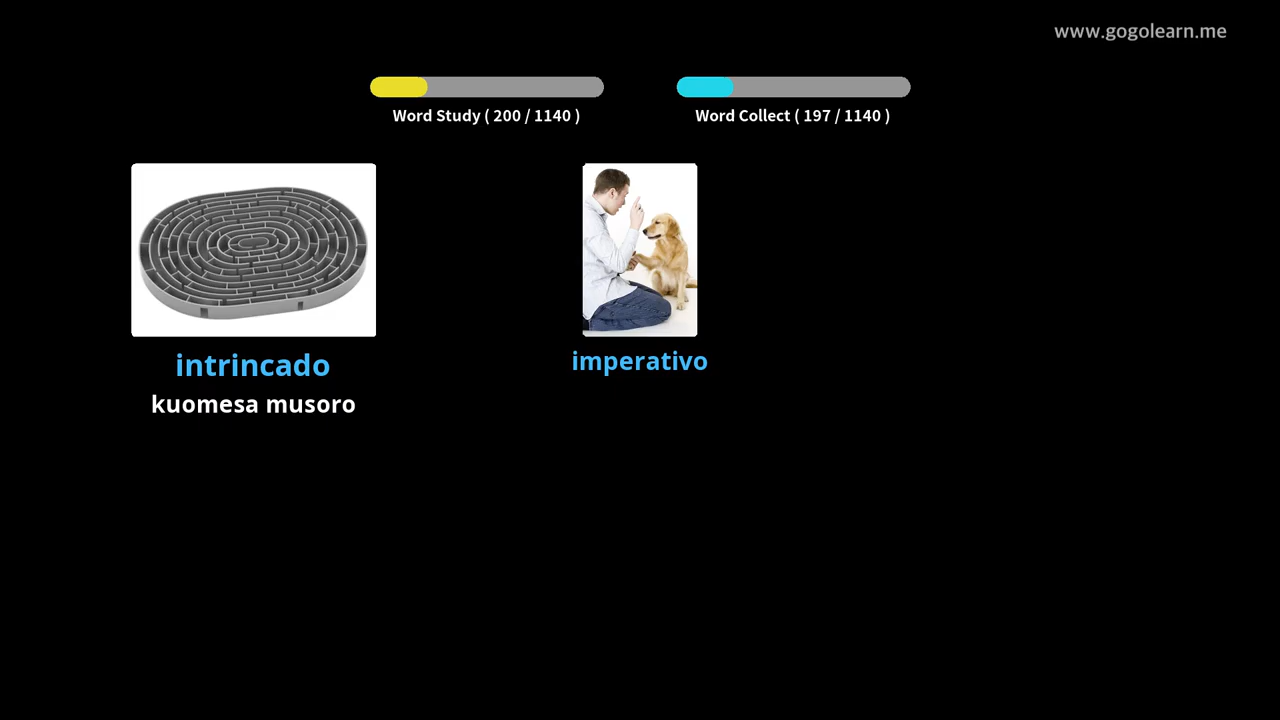 www.gogolearn.me
Word Study ( 200 / 1140 )
Word Collect ( 197 / 1140 )
intrincado
kuomesa musoro
imperativo